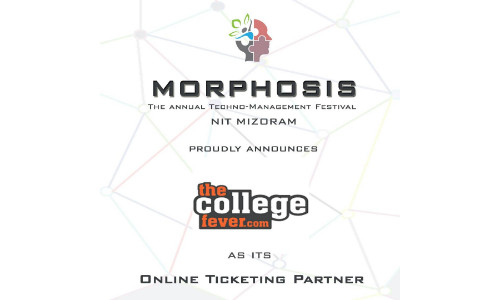 MORPHOSIS
The annual Techno-Management Festival
NIT MIZORAM
PROUDLY ANNOUNCES
the
college
fever.com
AS ITS
Online Ticketing Partner